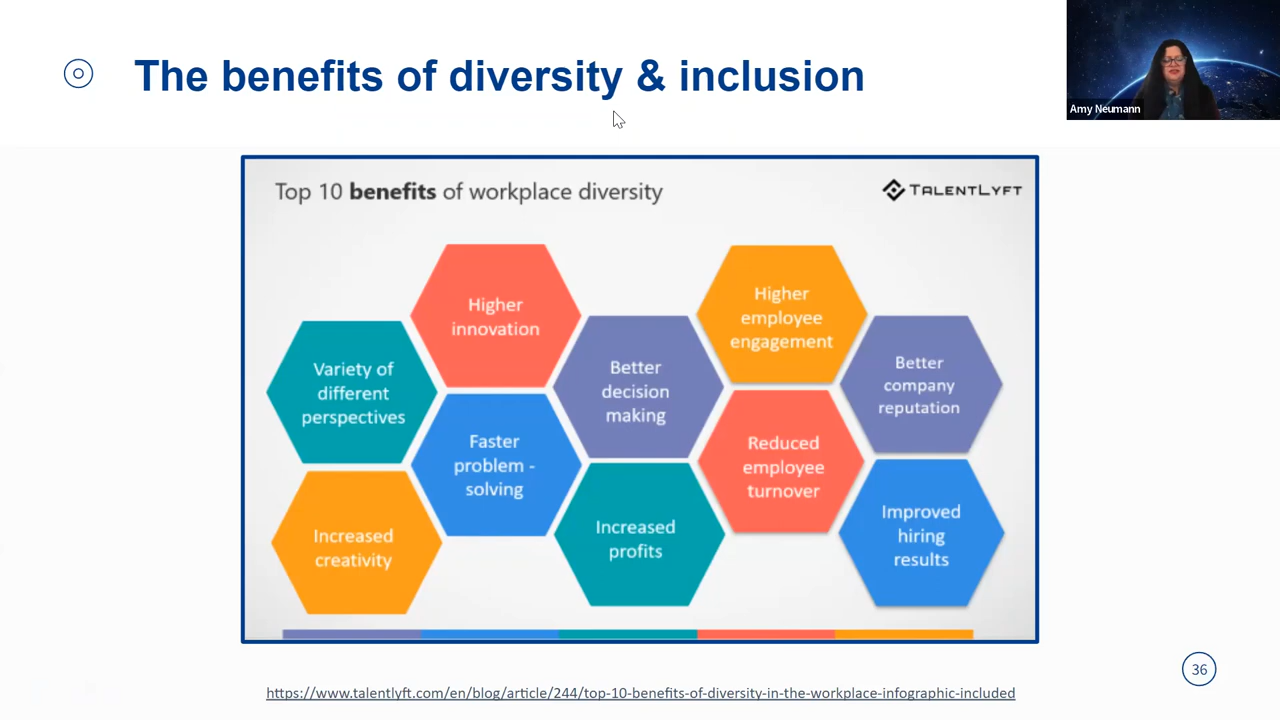 The benefits of diversity & inclusion
Amy Neumann
Top 10 benefits of workplace diversity
TALENTLYFT
Variety of
different
perspectives
Increased
creativity
Higher
innovation
Faster
problem -
solving
Better
decision
making
Increased
profits
Higher
employee
engagement
Reduced
employee
turnover
Better
company
reputation
Improved
hiring
results
36
https://www.talentlyft.com/en/blog/article/244/top-10-benefits-of-diversity-in-the-workplace-infographic-included